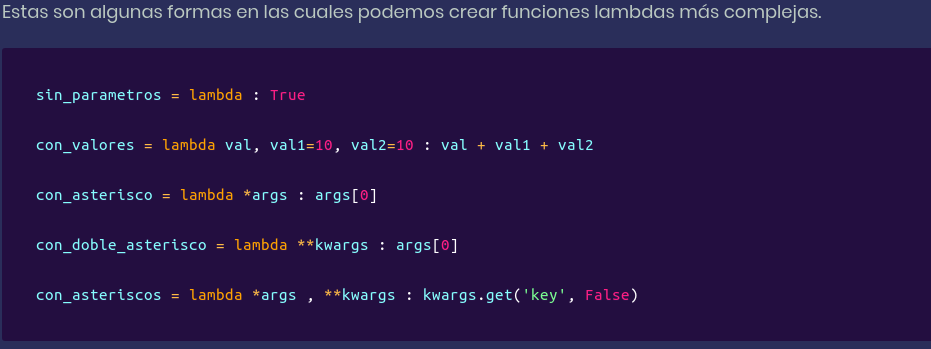 Estas son algunas formas en las cuales podemos crear funciones lambdas más complejas.
sin_parametros = lambda : True
con_valores = lambda val, val1=10, val2=10 : val + val1 + val2
con_asterisco = lambda *args : args[0]
con_doble_asterisco = lambda **kwargs : args[0]
con_asteriscos = lambda *args , **kwargs : kwargs.get('key', False)